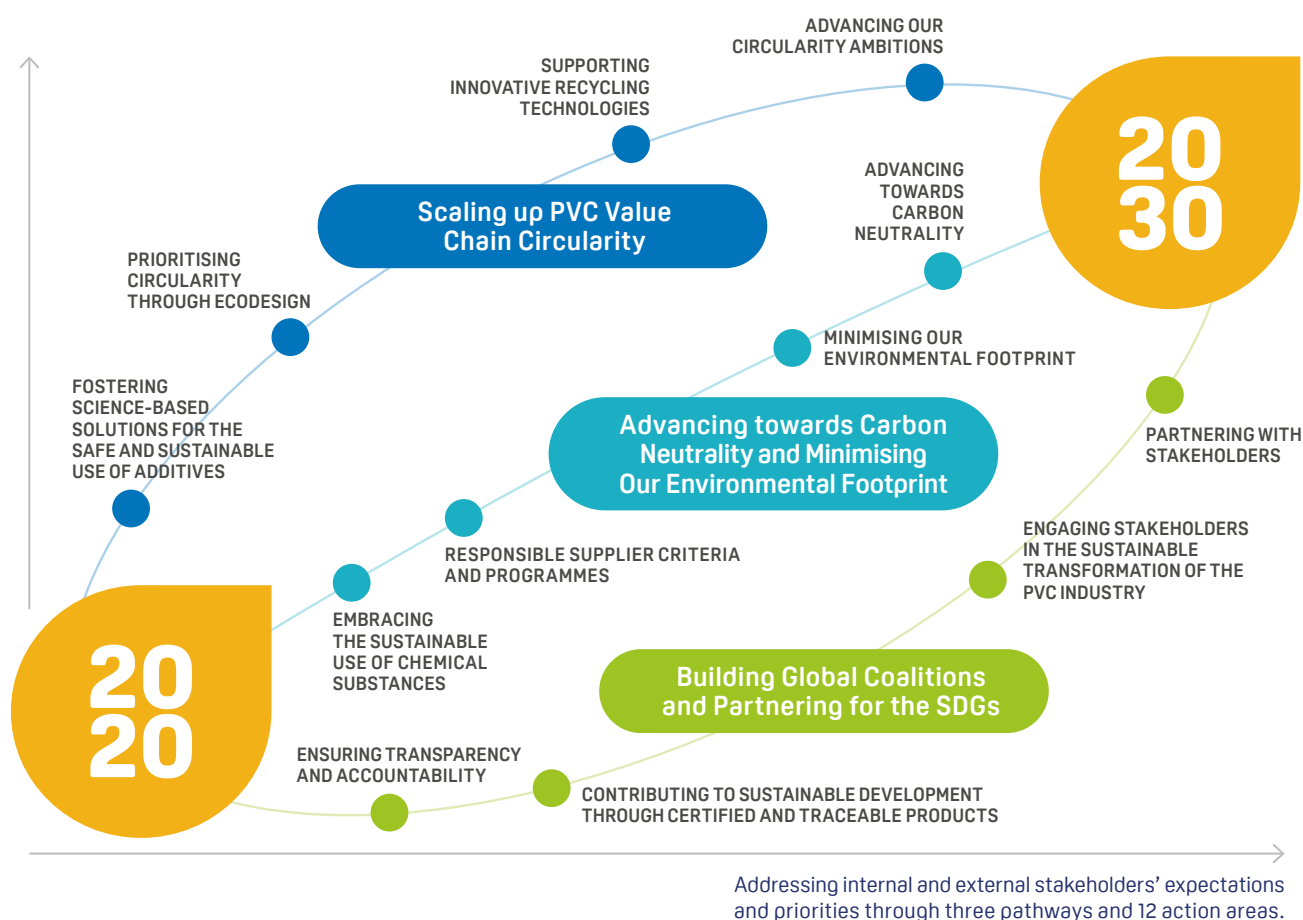 ADVANCING OUR
CIRCULARITY AMBITIONS
SUPPORTING
INNOVATIVE RECYCLING
TECHNOLOGIES
20
30
ADVANCING
TOWARDS
CARBON
NEUTRALITY
Scaling up PVC Value
Chain Circularity
PRIORITISING
CIRCULARITY
THROUGH ECODESIGN
MINIMISING OUR
ENVIRONMENTAL FOOTPRINT
FOSTERING
SCIENCE-BASED
SOLUTIONS FOR THE
SAFE AND SUSTAINABLE
USE OF ADDITIVES
Advancing towards Carbon
Neutrality and Minimising
Our Environmental Footprint
PARTNERING WITH
STAKEHOLDERS
RESPONSIBLE SUPPLIER CRITERIA
AND PROGRAMMES
ENGAGING STAKEHOLDERS
IN THE SUSTAINABLE
TRANSFORMATION OF THE
PVC INDUSTRY
EMBRACING
THE SUSTAINABLE
USE OF CHEMICAL
SUBSTANCES
20
20
Building Global Coalitions
and Partnering for the SDGs
ENSURING TRANSPARENCY
AND ACCOUNTABILITY
CONTRIBUTING TO SUSTAINABLE DEVELOPMENT
THROUGH CERTIFIED AND TRACEABLE PRODUCTS
Addressing internal and external stakeholders’ expectations
and priorities through three pathways and 12 action areas.